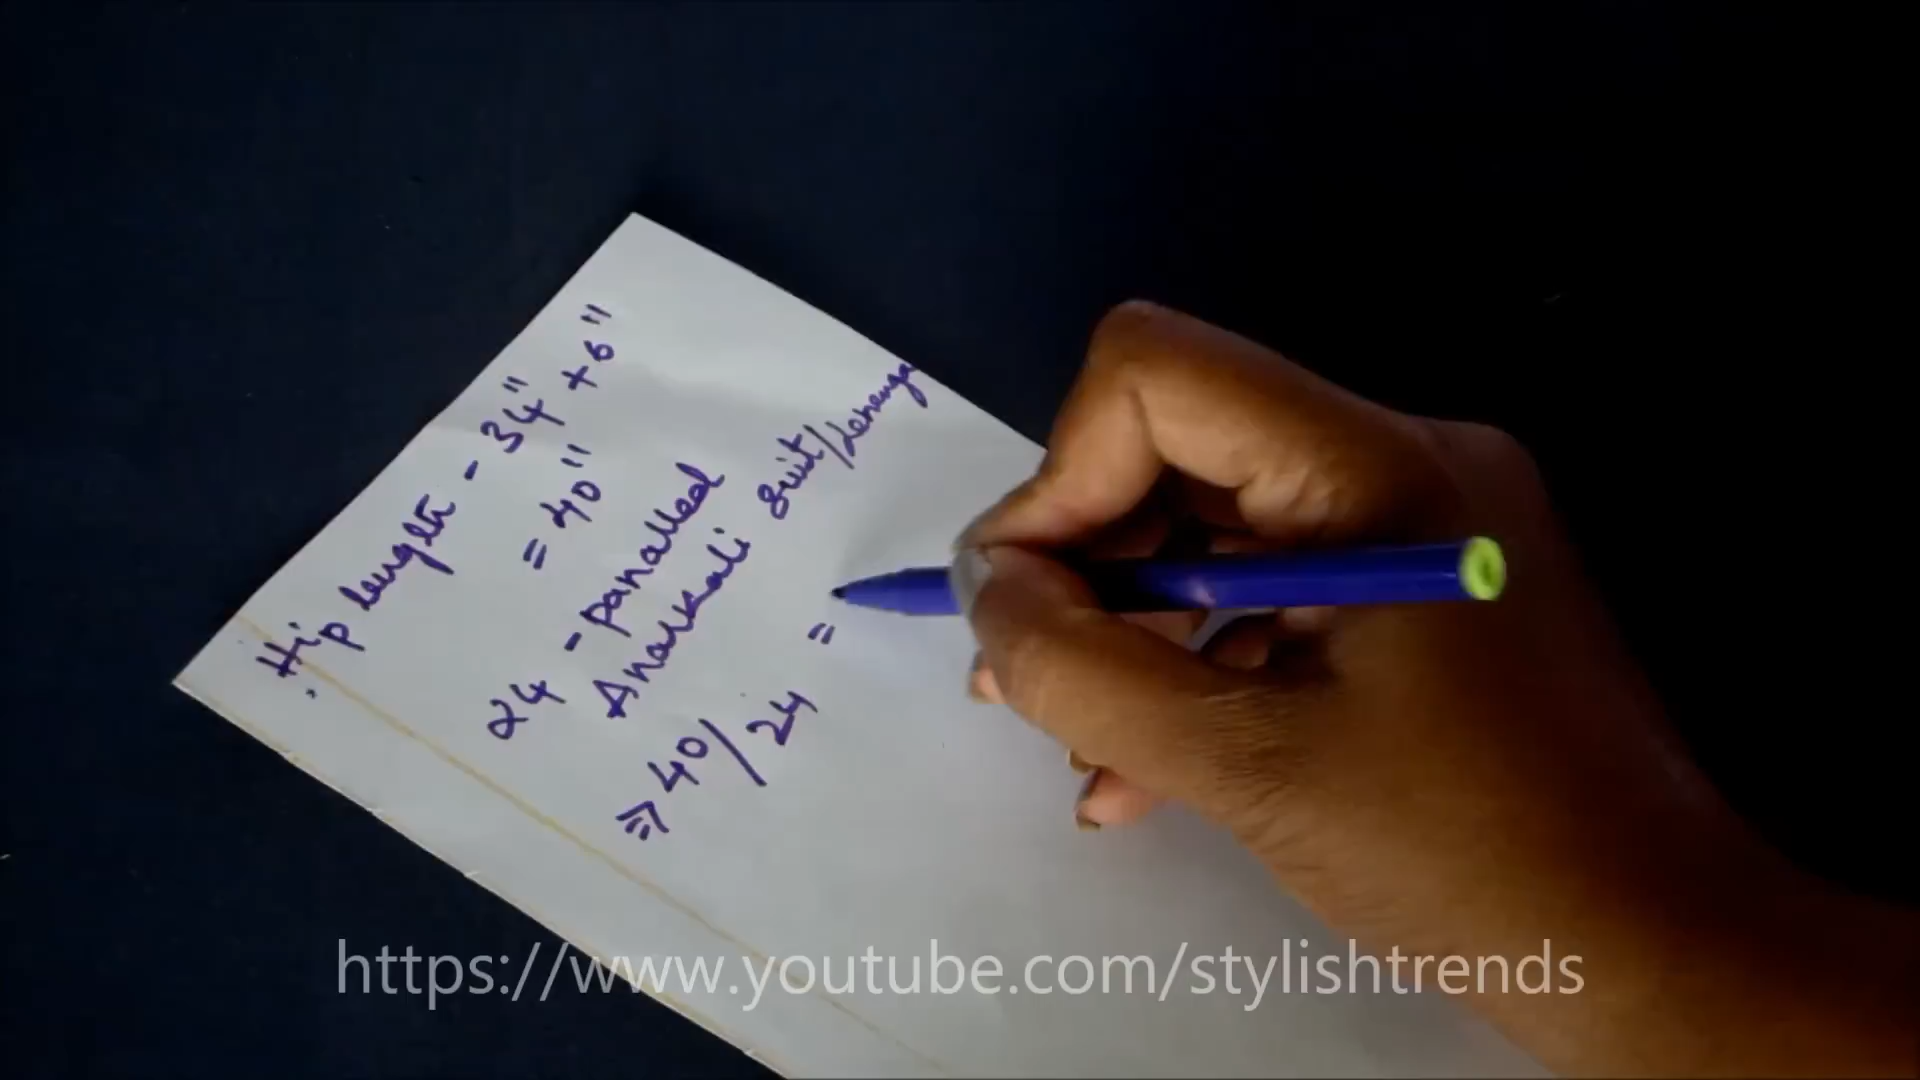 Hip length - 34" + 6"
= 40"
24 - panalled
Anarkali suit/Lehenga
⇒ 40/24 =
https://www.youtube.com/stylishtrends